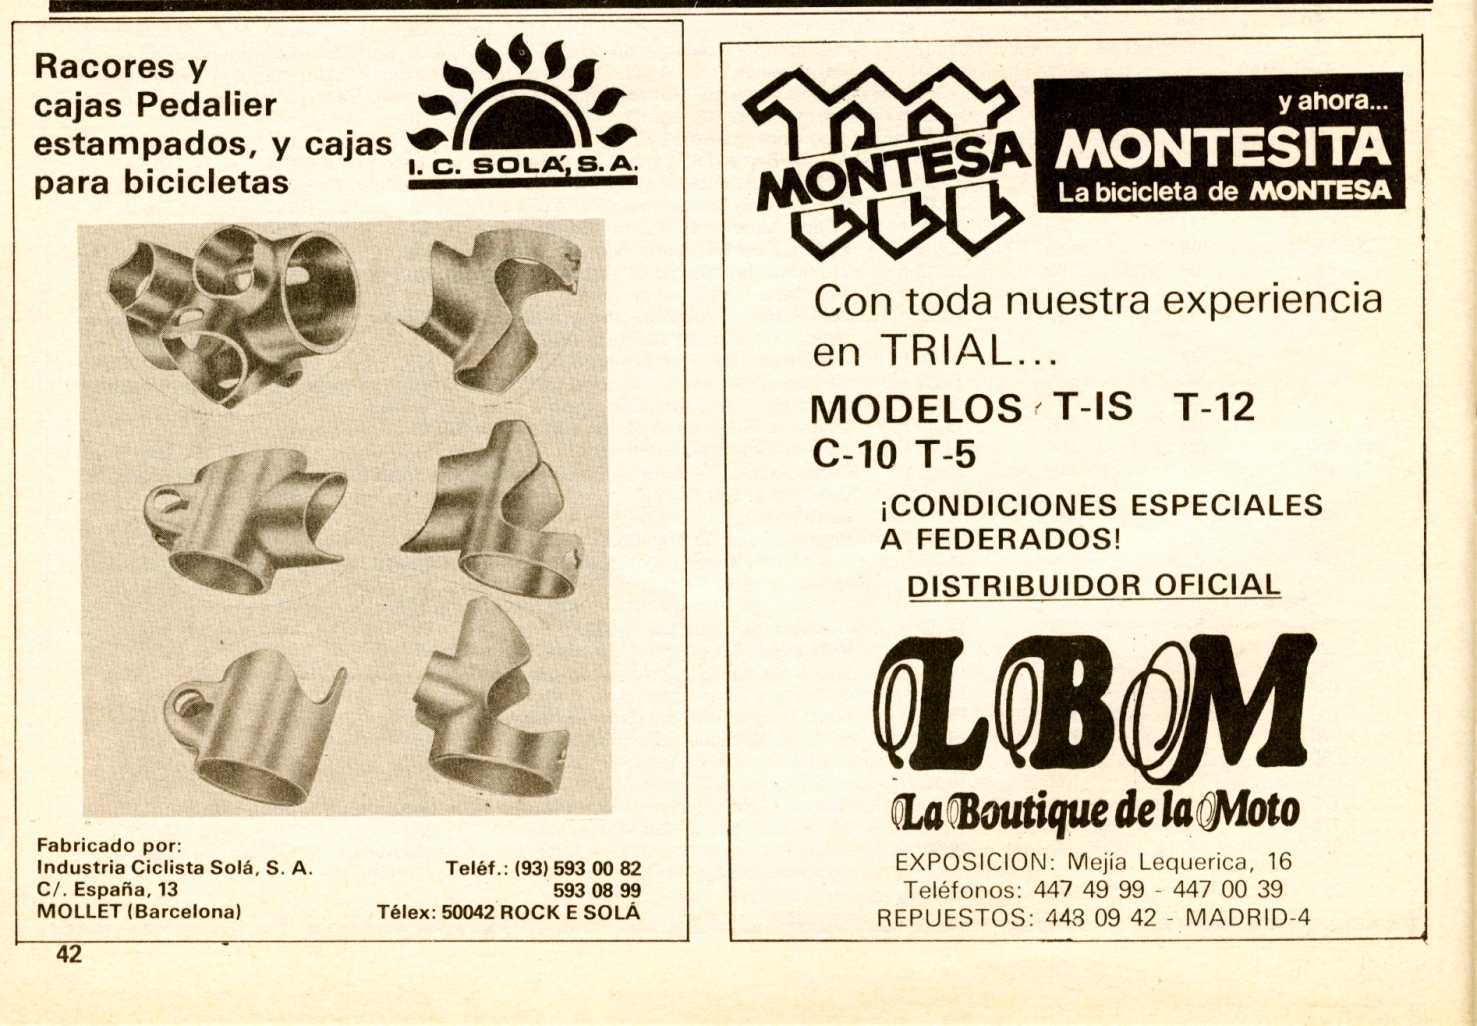 Racores y
cajas Pedalier
estampados, y cajas
para bicicletas
I. C. SOLÁ, S. A.
Fabricado por:
Industria Ciclista Solá, S. A.
C/. España, 13
MOLLET (Barcelona)
Teléf.: (93) 593 00 82
593 08 99
Télex: 50042 ROCK E SOLÁ
MONTESA
y ahora...
MONTESITA
La bicicleta de MONTESA
Con toda nuestra experiencia
en TRIAL...
MODELOS T-IS T-12
C-10 T-5
¡CONDICIONES ESPECIALES
A FEDERADOS!
DISTRIBUIDOR OFICIAL
LBM
La Boutique de la Moto
EXPOSICION: Mejía Lequerica, 16
Teléfonos: 447 49 99 - 447 00 39
REPUESTOS: 443 09 42 - MADRID-4
42